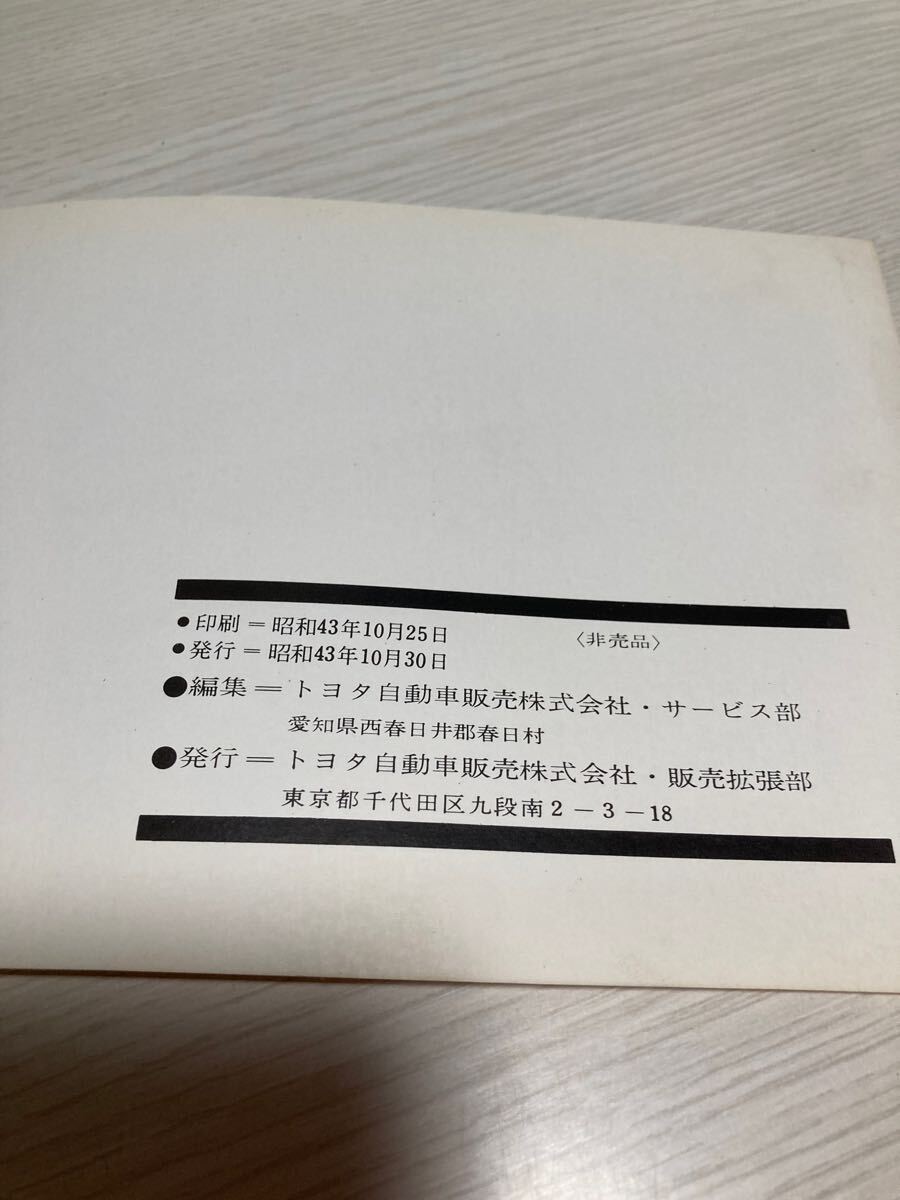 ●印刷＝昭和43年10月25日 〈非売品〉
●発行＝昭和43年10月30日
●編集＝トヨタ自動車販売株式会社・サービス部
愛知県西春日井郡春日村
●発行＝トヨタ自動車販売株式会社・販売拡張部
東京都千代田区九段南2－3－18